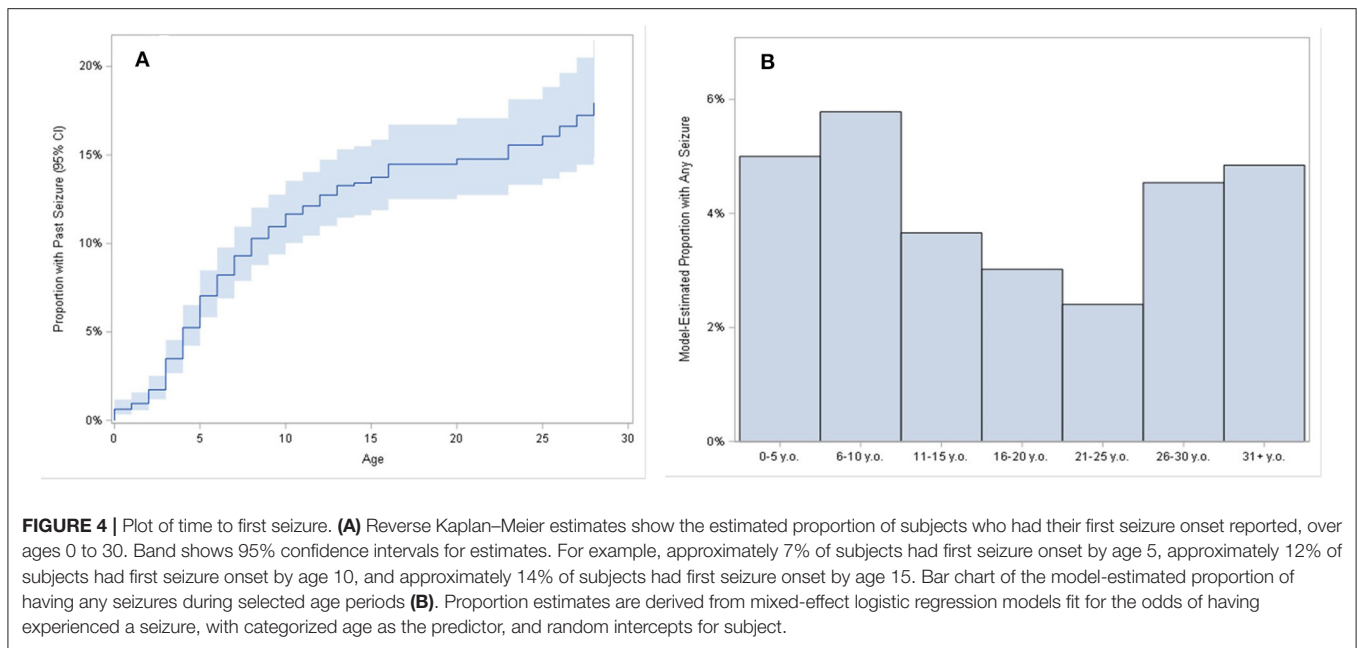 A
20%
15%
10%
5%
0%
Proportion with Past Seizure (95% CI)
0 5 10 15 20 25 30
Age
B
6%
4%
2%
0%
Model-Estimated Proportion with Any Seizure
0-5 y.o. 6-10 y.o. 11-15 y.o. 16-20 y.o. 21-25 y.o. 26-30 y.o. 31+ y.o.
FIGURE 4 | Plot of time to first seizure. (A) Reverse Kaplan–Meier estimates show the estimated proportion of subjects who had their first seizure onset reported, over
ages 0 to 30. Band shows 95% confidence intervals for estimates. For example, approximately 7% of subjects had first seizure onset by age 5, approximately 12% of
subjects had first seizure onset by age 10, and approximately 14% of subjects had first seizure onset by age 15. Bar chart of the model-estimated proportion of
having any seizures during selected age periods (B). Proportion estimates are derived from mixed-effect logistic regression models fit for the odds of having
experienced a seizure, with categorized age as the predictor, and random intercepts for subject.